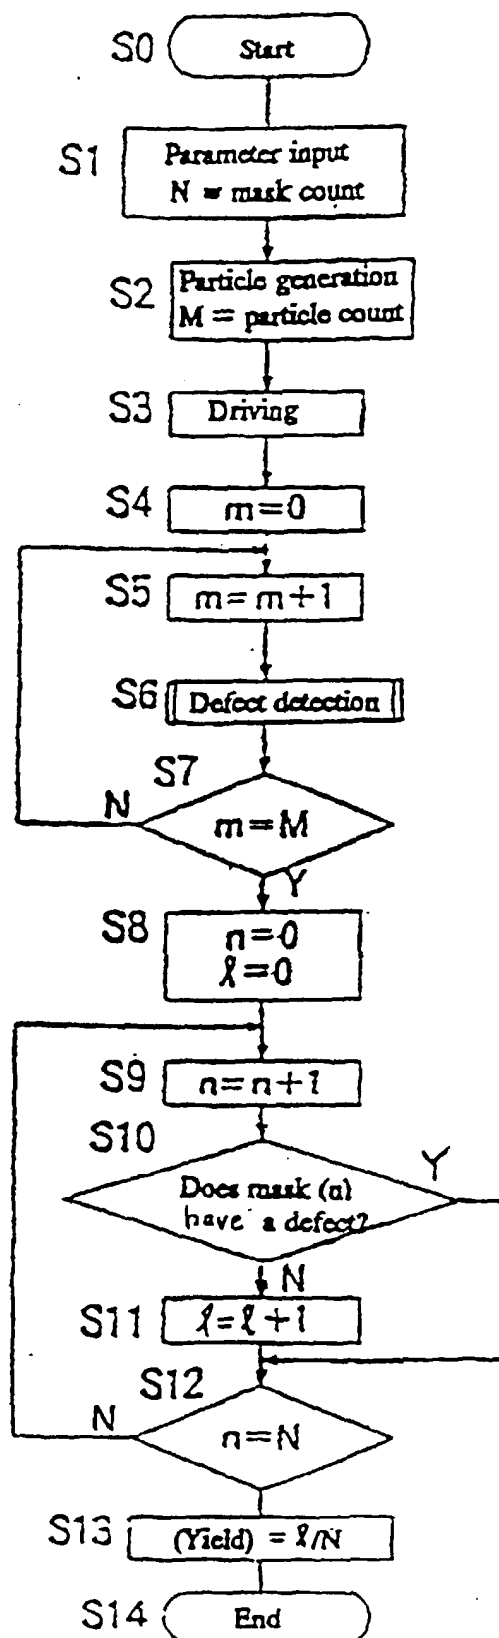 S0
Start
S1
Parameter input
N = mask count
S2
Particle generation
M = particle count
S3
Driving
S4
m=0
S5
m=m+1
S6
Defect detection
S7
N
m=M
Y
S8
n=0
ℓ=0
S9
n=n+1
S10
Y
Does mask (n)
have a defect?
N
S11
ℓ=ℓ+1
S12
N
n=N
S13
(Yield) = ℓ/N
S14
End